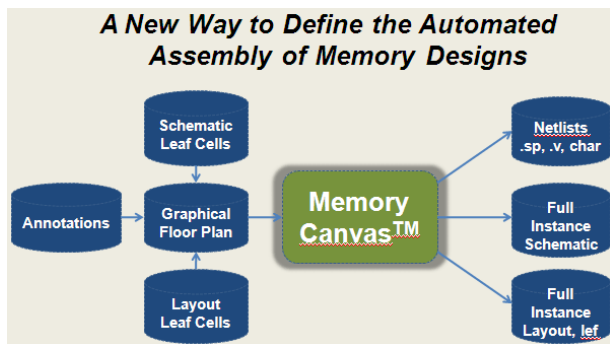 A New Way to Define the Automated
Assembly of Memory Designs
Schematic
Leaf Cells
Annotations
Graphical
Floor Plan
Layout
Leaf Cells
Memory
Canvas™
Netlists
.sp, .v, char
Full
Instance
Schematic
Full
Instance
Layout, lef